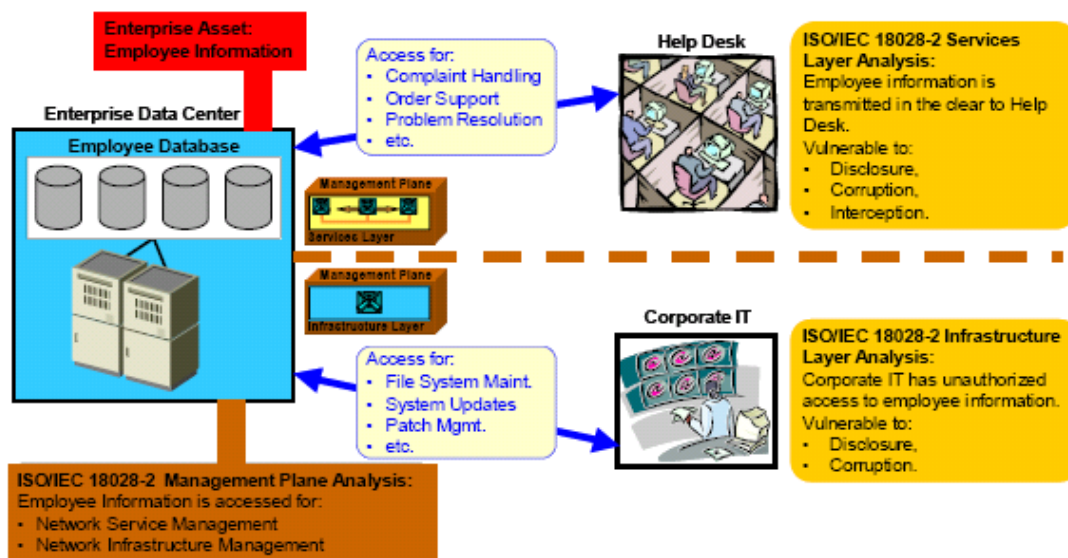 Enterprise Asset:
Employee Information
Enterprise Data Center
Employee Database
Access for:
• Complaint Handling
• Order Support
• Problem Resolution
• etc.
Help Desk
ISO/IEC 18028-2 Services
Layer Analysis:
Employee information is
transmitted in the clear to Help
Desk.
Vulnerable to:
• Disclosure,
• Corruption,
• Interception.
Management Plane
Services Layer
Management Plane
Infrastructure Layer
Access for:
• File System Maint.
• System Updates
• Patch Mgmt.
• etc.
Corporate IT
ISO/IEC 18028-2 Infrastructure
Layer Analysis:
Corporate IT has unauthorized
access to employee information.
Vulnerable to:
• Disclosure,
• Corruption.
ISO/IEC 18028-2 Management Plane Analysis:
Employee Information is accessed for:
• Network Service Management
• Network Infrastructure Management